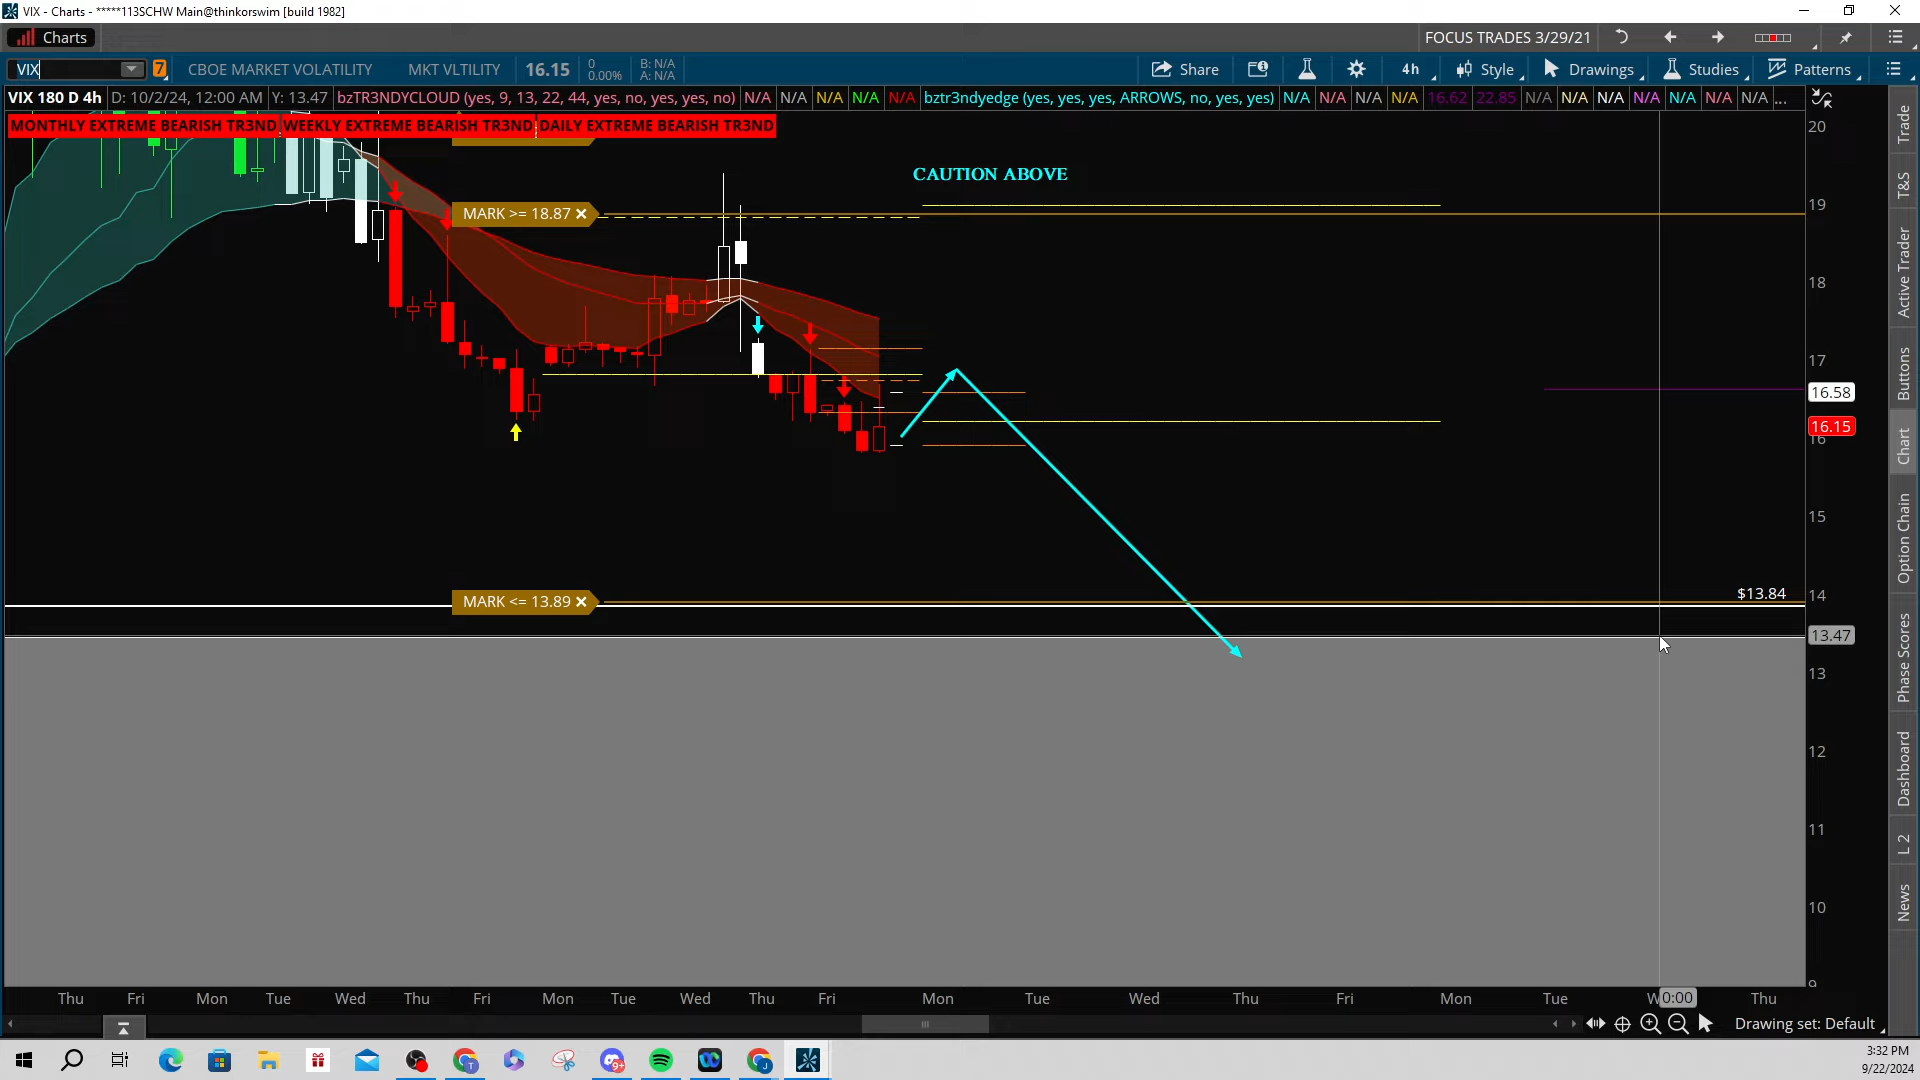 VIX - Charts - *****113SCHW Main@thinkorswim [build 1982]
Charts
FOCUS TRADES 3/29/21
VIX
7
CBOE MARKET VOLATILITY
MKT VLTILITY
16.15
0
0.00%
B: N/A
A: N/A
Share
4h
Style
Drawings
Studies
Patterns
VIX 180 D 4h D: 10/2/24, 12:00 AM Y: 13.47 bzTR3NDYCLOUD (yes, 9, 13, 22, 44, yes, no, yes, yes, no) N/A N/A N/A N/A N/A bztr3ndyedge (yes, yes, yes, ARROWS, no, yes, yes) N/A N/A N/A N/A 16.62 22.85 N/A N/A N/A N/A N/A N/A N/A ...
MONTHLY EXTREME BEARISH TR3ND WEEKLY EXTREME BEARISH TR3ND DAILY EXTREME BEARISH TR3ND
CAUTION ABOVE
MARK >= 18.87
MARK <= 13.89
$13.84
20
19
18
17
16.58
16.15
16
15
14
13.47
13
12
11
10
9
Trade
T&S
Active Trader
Buttons
Chart
Option Chain
Phase Scores
Dashboard
L 2
News
Thu Fri Mon Tue Wed Thu Fri Mon Tue Wed Thu Fri Mon Tue Wed Thu Fri Mon Tue W 0:00 Thu
Drawing set: Default
9+
T
J
3:32 PM
9/22/2024